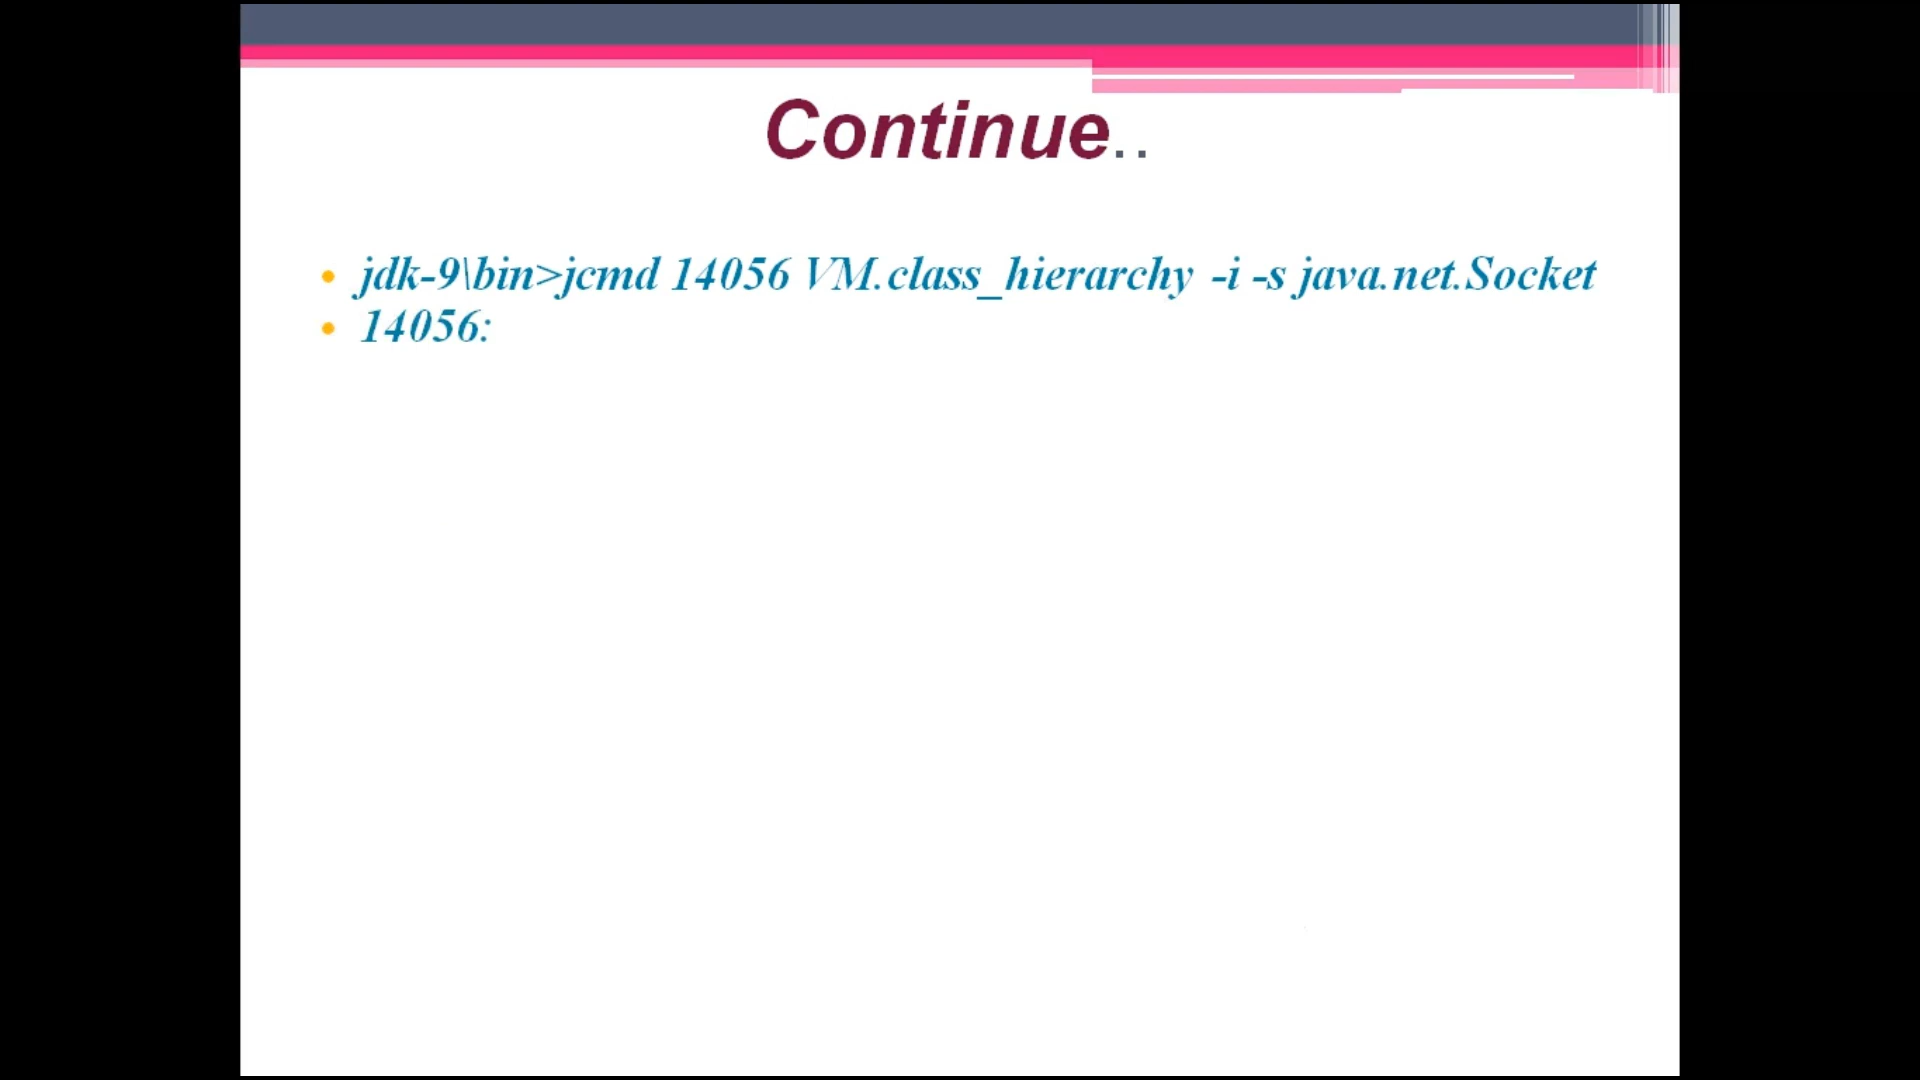 Continue..
• jdk-9\bin>jcmd 14056 VM.class_hierarchy -i -s java.net.Socket
• 14056: